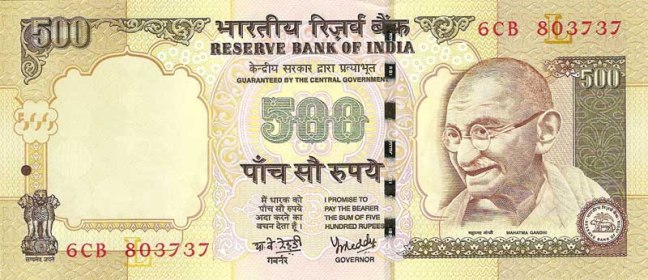 500
भारतीय रिज़र्व बैंक
6CB 803737
RESERVE BANK OF INDIA
केन्द्रीय सरकार द्वारा प्रत्याभूत
GUARANTEED BY THE CENTRAL GOVERNMENT
500
500
पाँच सौ रुपये
मैं धारक को
पाँच सौ रुपये
अदा करने का
वचन देता हूँ।
I PROMISE TO
PAY THE BEARER
THE SUM OF FIVE
HUNDRED RUPEES
गवर्नर
GOVERNOR
महात्मा गांधी
MAHATMA GANDHI
सत्यमेव जयते
6CB 803737
L